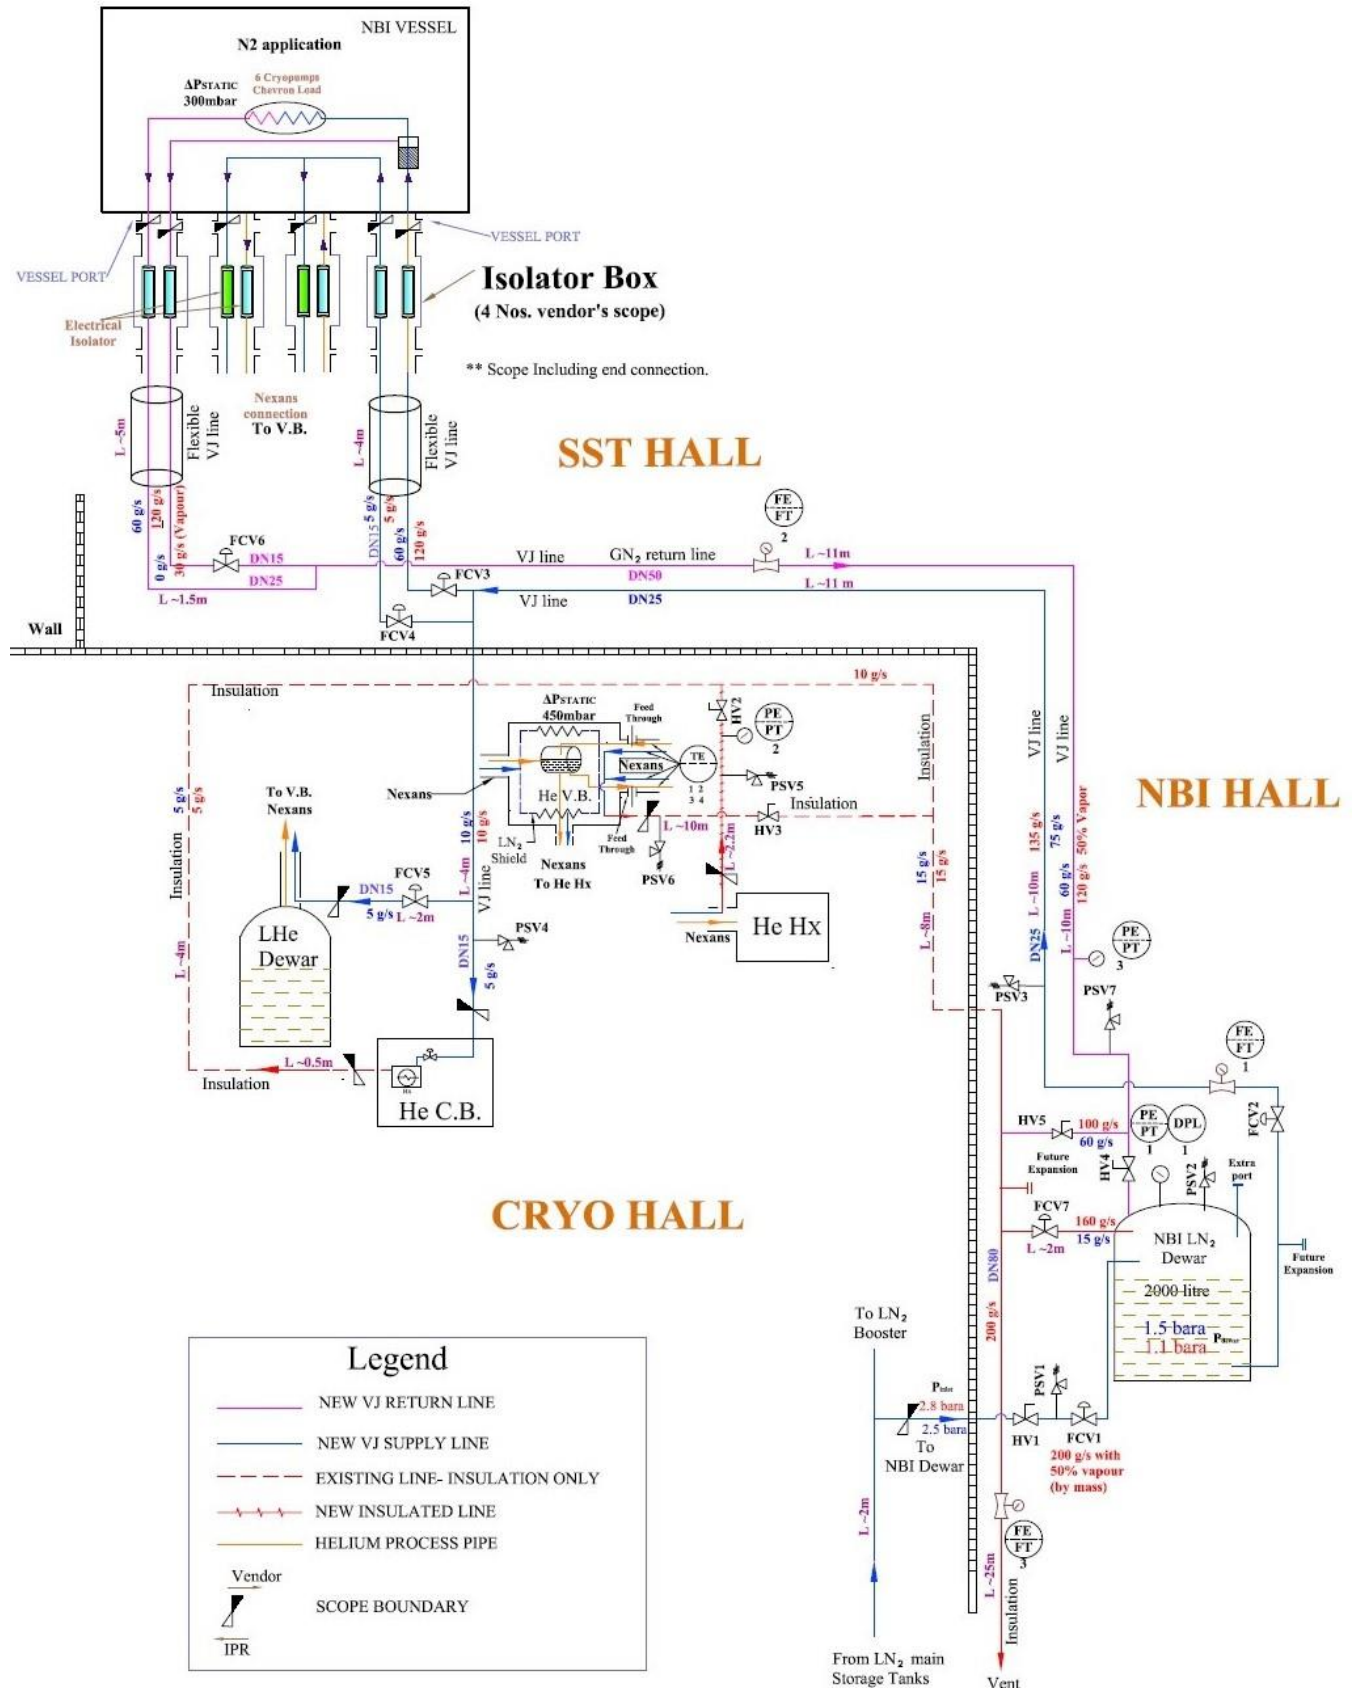 NBI VESSEL
N2 application
ΔPSTATIC
300mbar
6 Cryopumps
Chevron Load
VESSEL PORT
VESSEL PORT
Isolator Box
(4 Nos. vendor's scope)
Electrical
Isolator
** Scope Including end connection.
Nexans
connection
To V.B.
L ~5m
Flexible
VJ line
L ~4m
Flexible
VJ line
SST HALL
60 g/s
120 g/s
0 g/s
30 g/s (Vapour)
FCV6
DN15
DN25
L ~1.5m
DN15
5 g/s
5 g/s
60 g/s
120 g/s
FCV3
FCV4
VJ line
GN2 return line
DN50
VJ line
DN25
FE
FT
2
L ~11m
L ~11 m
Wall
Insulation
10 g/s
ΔPSTATIC
450mbar
Feed
Through
HV2
PE
PT
2
Nexans
TE
1 2
3 4
PSV5
Nexans
He V.B.
LN2
Shield
Feed
Through
L ~10m
HV3
Insulation
Insulation
Nexans
To He Hx
PSV6
L ~2.2m
Nexans
He Hx
5 g/s
5 g/s
To V.B.
Nexans
10 g/s
10 g/s
Insulation
L ~4m
VJ line
FCV5
DN15
5 g/s
L ~2m
PSV4
DN15
5 g/s
LHe
Dewar
L ~4m
L ~0.5m
Insulation
He C.B.
15 g/s
15 g/s
L ~8m
VJ line
VJ line
NBI HALL
135 g/s
75 g/s
L ~10m
DN25
L ~10m
60 g/s
120 g/s
50% Vapor
PE
PT
3
PSV3
PSV7
FE
FT
1
FCV2
HV5
100 g/s
60 g/s
PE
PT
1
DPL
1
HV4
PSV2
Extra
port
Future
Expansion
FCV7
160 g/s
15 g/s
L ~2m
NBI LN2
Dewar
2000 litre
1.5 bara
1.1 bara
Future
Expansion
CRYO HALL
DN80
200 g/s
To LN2
Booster
2.8 bara
2.5 bara
To
NBI Dewar
PSV1
HV1
FCV1
200 g/s with
50% vapour
(by mass)
L ~2m
FE
FT
3
L ~25m
Insulation
Vent
From LN2 main
Storage Tanks
Legend
NEW VJ RETURN LINE
NEW VJ SUPPLY LINE
EXISTING LINE- INSULATION ONLY
NEW INSULATED LINE
HELIUM PROCESS PIPE
Vendor
SCOPE BOUNDARY
IPR